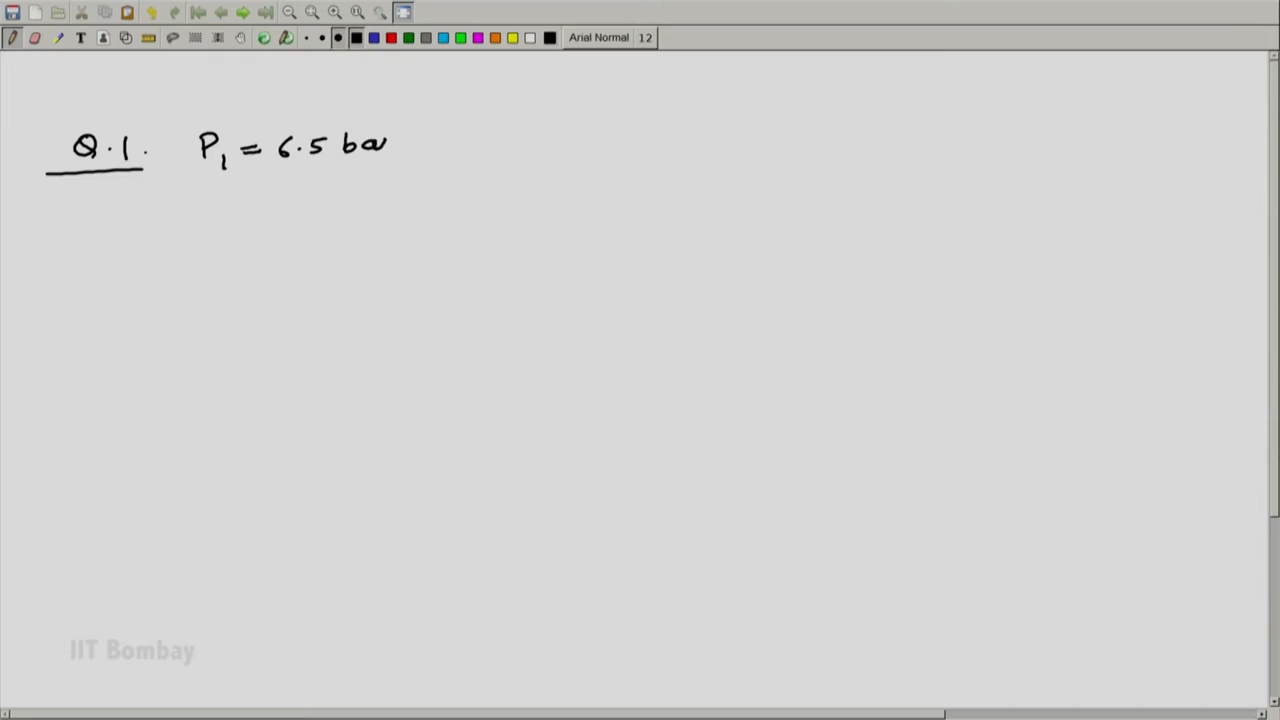 Arial Normal 12
Q.1. P₁ = 6.5 bar
IIT Bombay